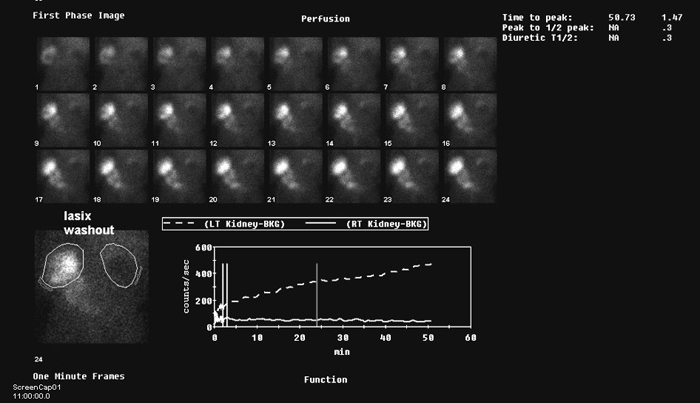 First Phase Image
Perfusion
Time to peak: 50.73 1.47
Peak to 1/2 peak: NA .3
Diuretic T1/2: NA .3
1 2 3 4 5 6 7 8
9 10 11 12 13 14 15 16
17 18 19 20 21 22 23 24
lasix
washout
(LT Kidney-BKG) (RT Kidney-BKG)
600
400
200
0
counts/sec
0 10 20 30 40 50 60
min
24
One Minute Frames
Function
ScreenCap01
11:00:00.0